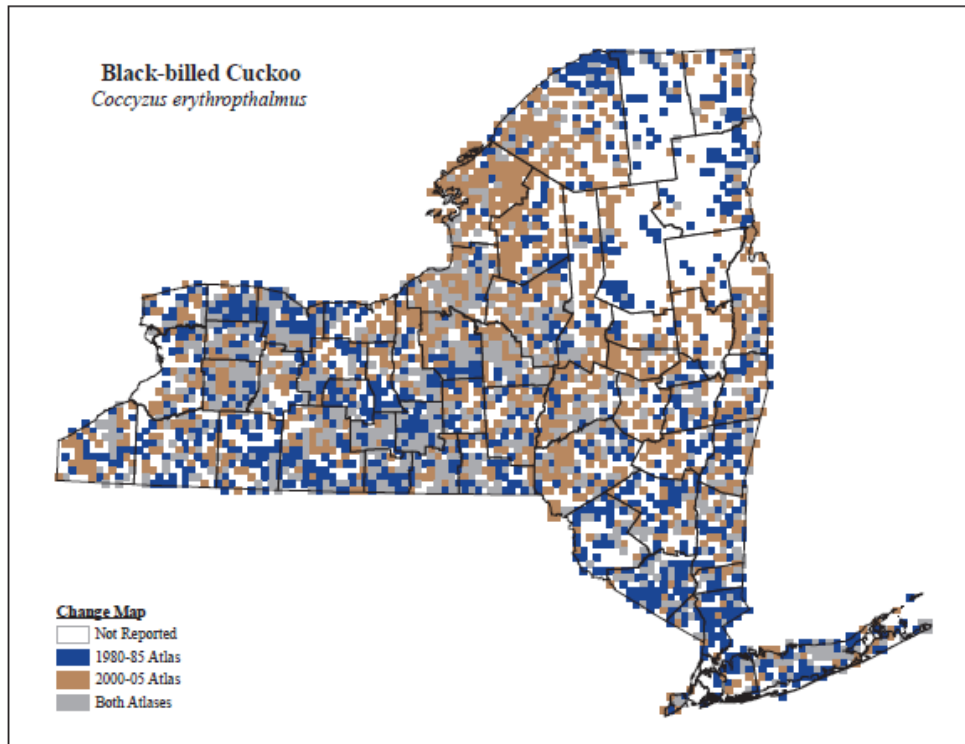 Black-billed Cuckoo
Coccyzus erythropthalmus
Change Map
Not Reported
1980-85 Atlas
2000-05 Atlas
Both Atlases